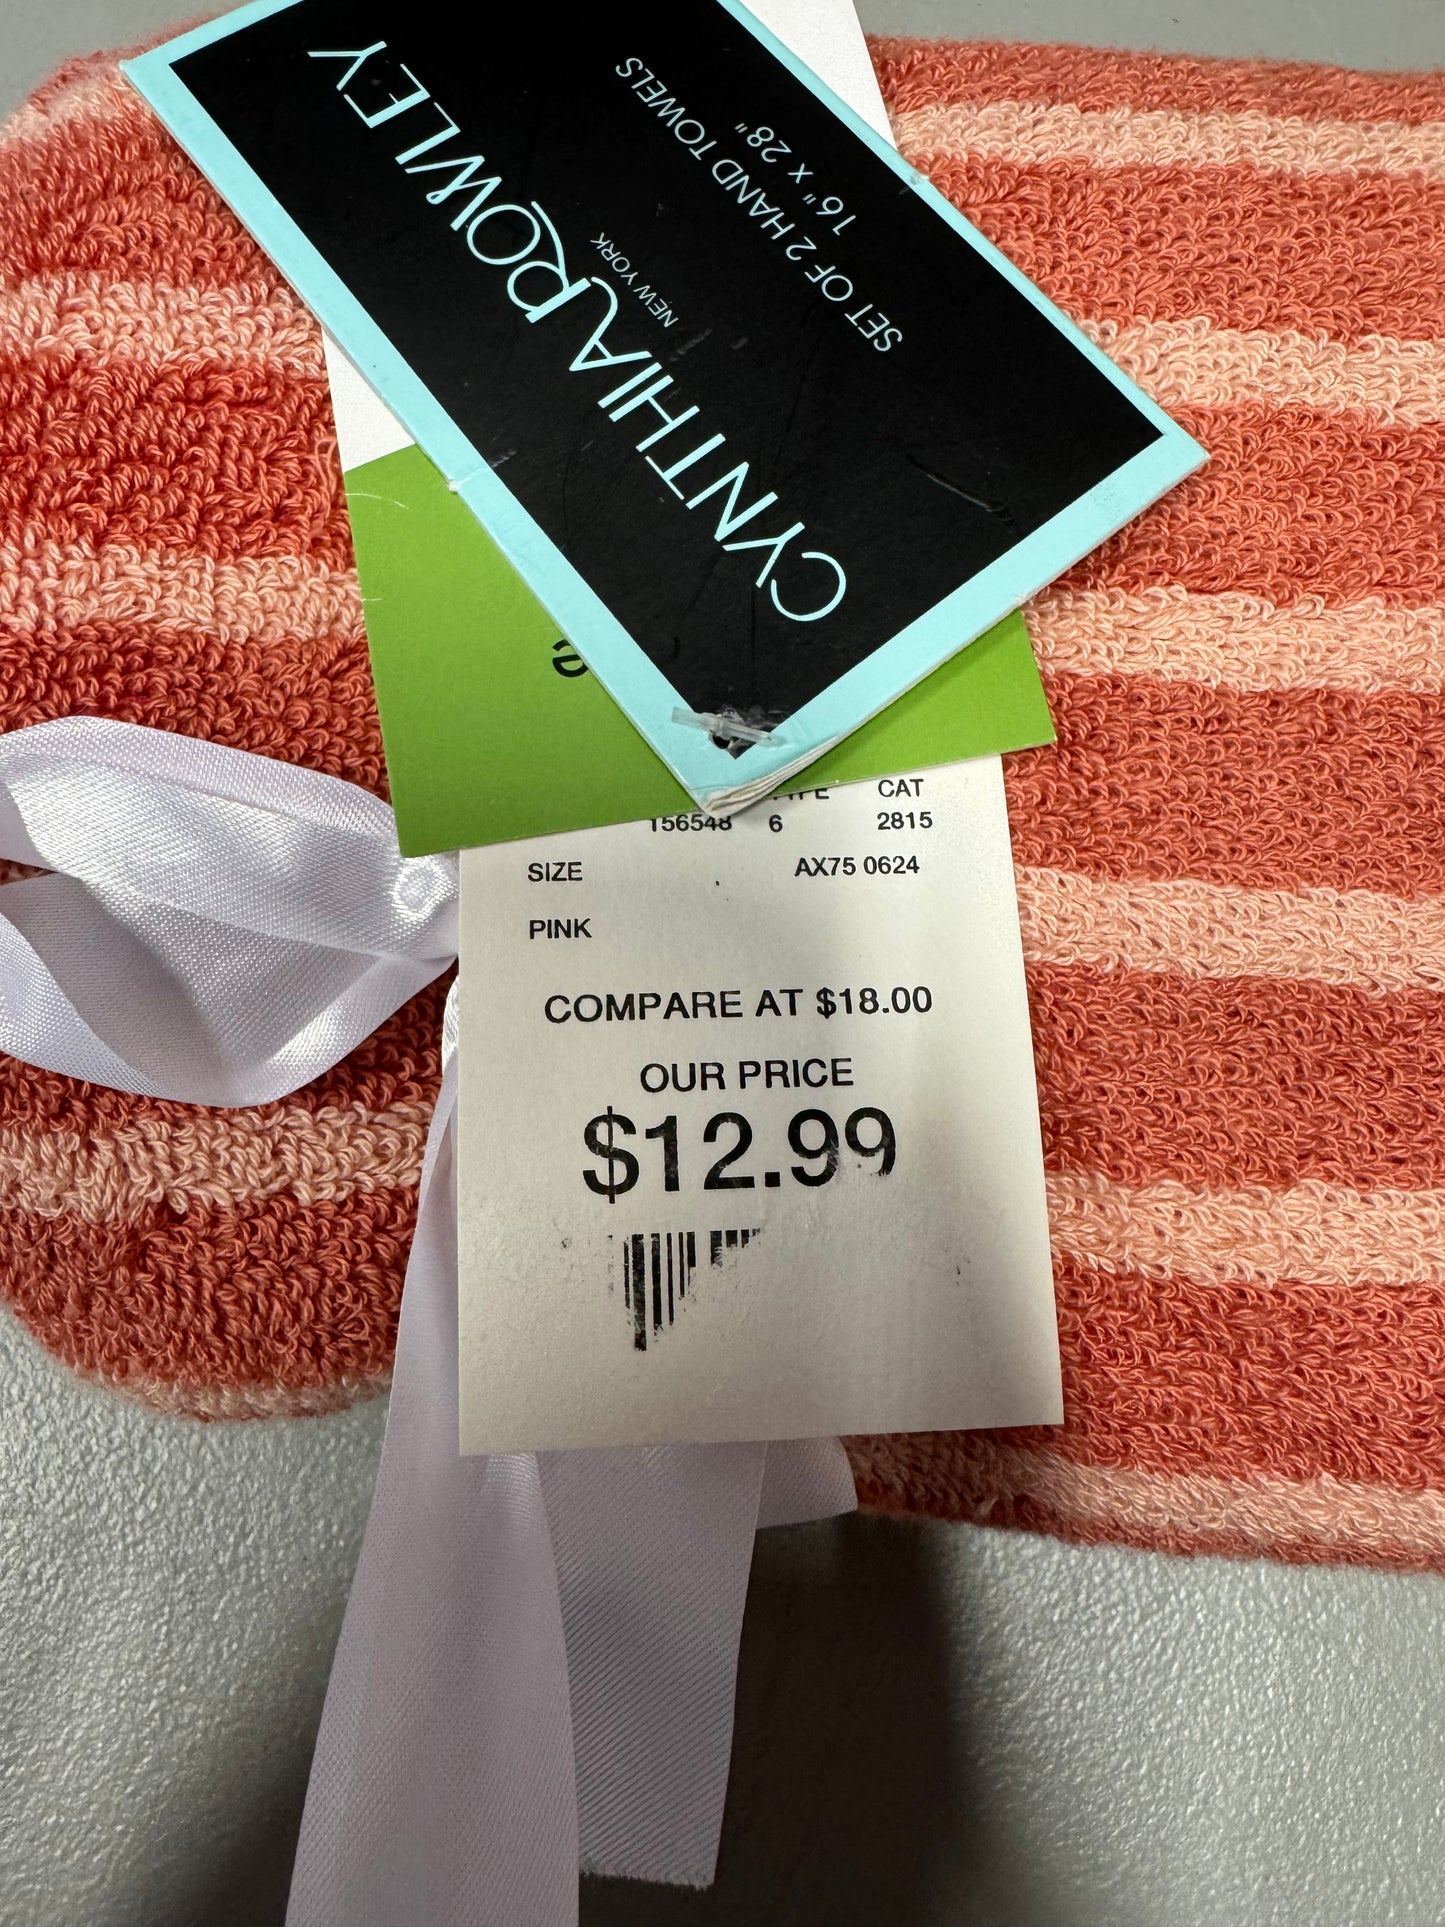 CYNTHIA ROWLEY
NEW YORK
SET OF 2 HAND TOWELS
16" x 28"
CAT
156548 6 2815
SIZE AX75 0624
PINK
COMPARE AT $18.00
OUR PRICE
$12.99